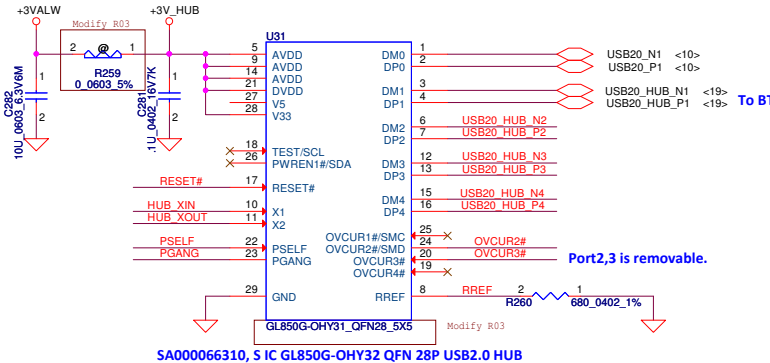 +3VALW
+3V_HUB
Modify R03
@
2
1
R259
0_0603_5%
1
C282
10U_0603_6.3V6M
2
1
C281
.1U_0402_16V7K
2
U31
5 AVDD
9 AVDD
14 AVDD
21 DVDD
27 V5
28 V33
18 TEST/SCL
26 PWREN1#/SDA
RESET# 17 RESET#
HUB_XIN 10 X1
HUB_XOUT 11 X2
PSELF 22 PSELF
PGANG 23 PGANG
29 GND
DM0 1 USB20_N1 <10>
DP0 2 USB20_P1 <10>
DM1 3 USB20_HUB_N1 <19>
DP1 4 USB20_HUB_P1 <19>
To BT
DM2 6 USB20_HUB_N2
DP2 7 USB20_HUB_P2
DM3 12 USB20_HUB_N3
DP3 13 USB20_HUB_P3
DM4 15 USB20_HUB_N4
DP4 16 USB20_HUB_P4
OVCUR1#/SMC 25
OVCUR2#/SMD 24 OVCUR2#
OVCUR3# 20 OVCUR3#
OVCUR4# 19
Port2,3 is removable.
RREF 8 RREF 2 1
R260 680_0402_1%
GL850G-OHY31_QFN28_5X5
Modify R03
SA000066310, S IC GL850G-OHY32 QFN 28P USB2.0 HUB